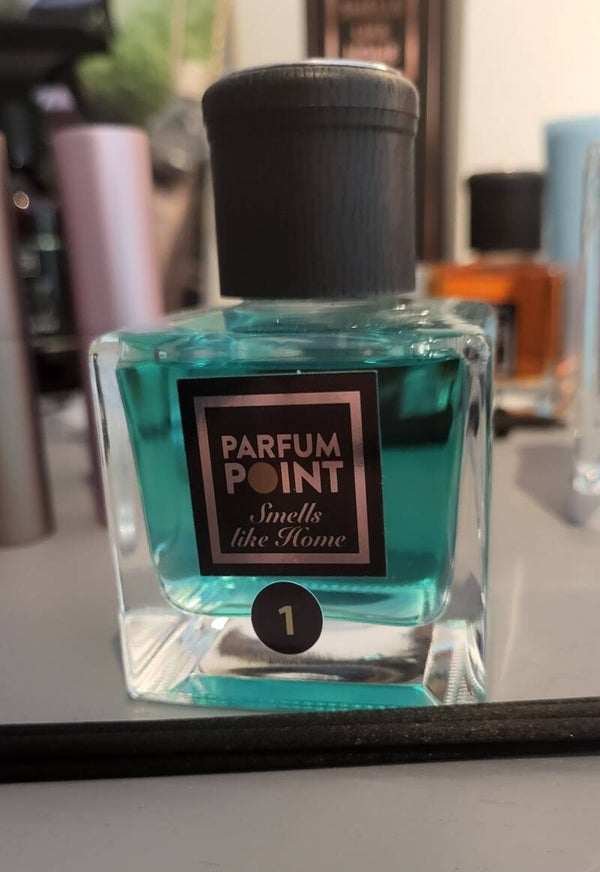 PARFUM
POINT
Smells
like Home
1